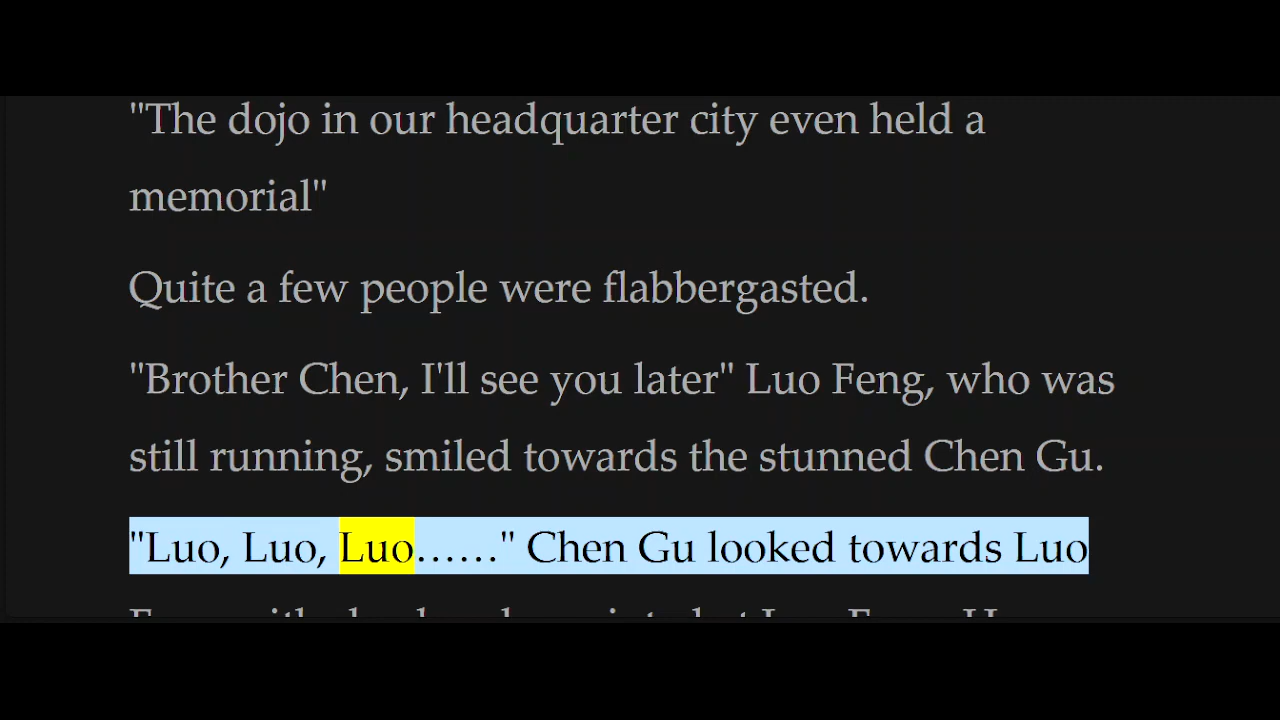 "The dojo in our headquarter city even held a
memorial"
Quite a few people were flabbergasted.
"Brother Chen, I'll see you later" Luo Feng, who was
still running, smiled towards the stunned Chen Gu.
"Luo, Luo, Luo……" Chen Gu looked towards Luo